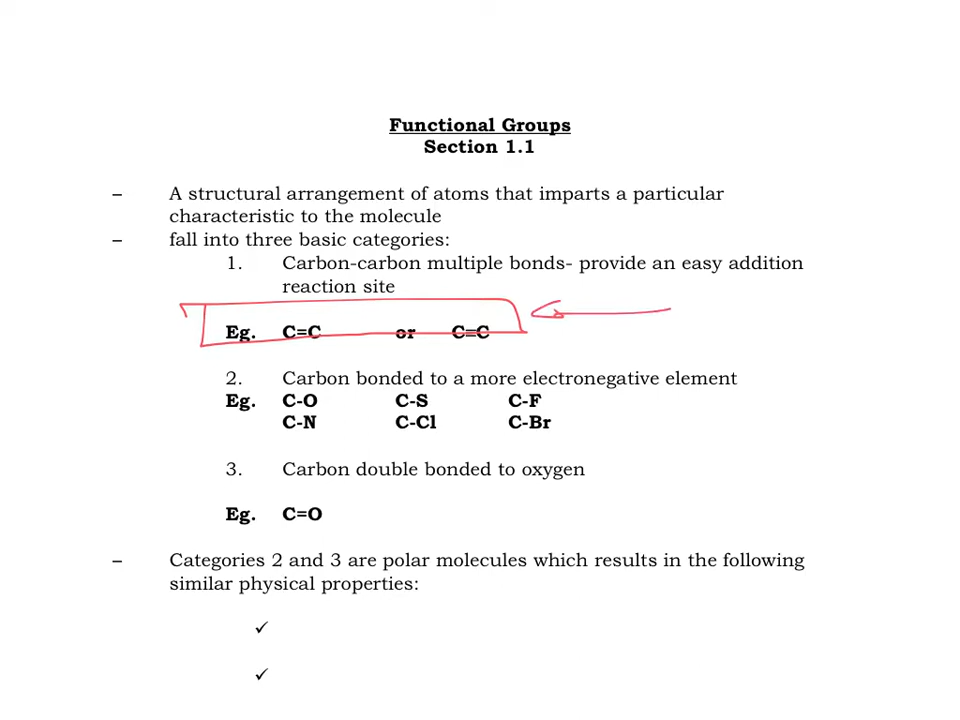 Functional Groups
Section 1.1
– A structural arrangement of atoms that imparts a particular
characteristic to the molecule
– fall into three basic categories:
1. Carbon-carbon multiple bonds- provide an easy addition
reaction site
Eg. C=C or C≡C
2. Carbon bonded to a more electronegative element
Eg. C-O C-S C-F
C-N C-Cl C-Br
3. Carbon double bonded to oxygen
Eg. C=O
– Categories 2 and 3 are polar molecules which results in the following
similar physical properties:
✓
✓